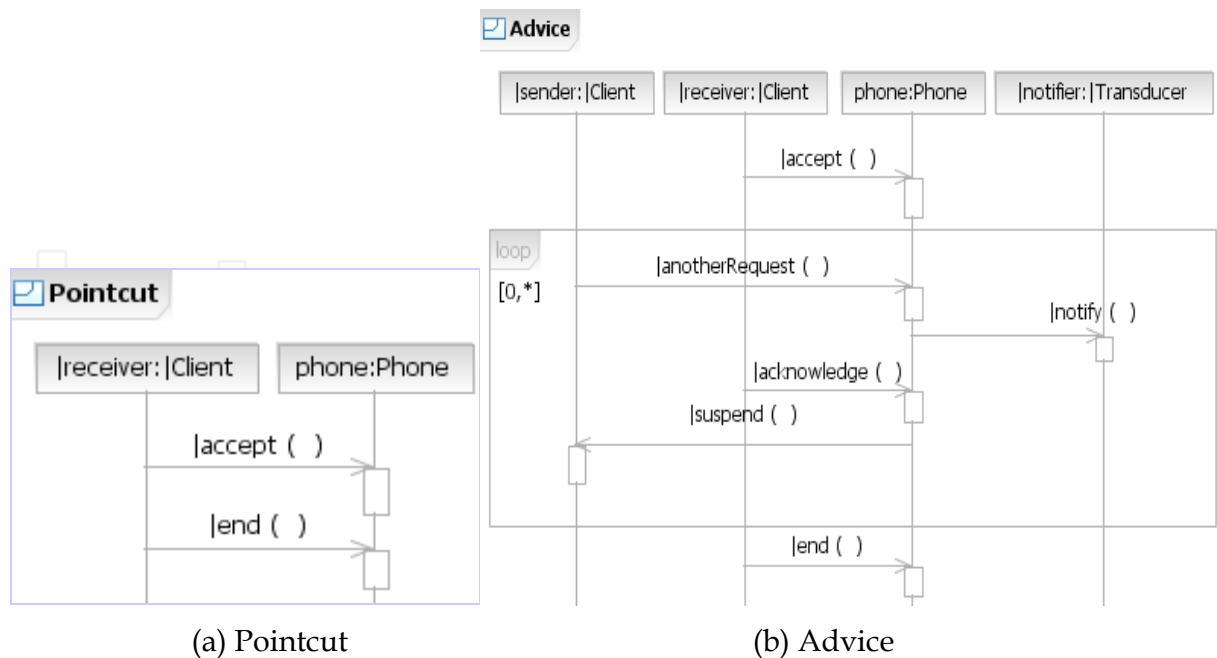 Advice
|sender:|Client |receiver:|Client phone:Phone |notifier:|Transducer
|accept ( )
loop
[0,*]
|anotherRequest ( )
|notify ( )
|acknowledge ( )
|suspend ( )
|end ( )
Pointcut
|receiver:|Client phone:Phone
|accept ( )
|end ( )
(a) Pointcut
(b) Advice